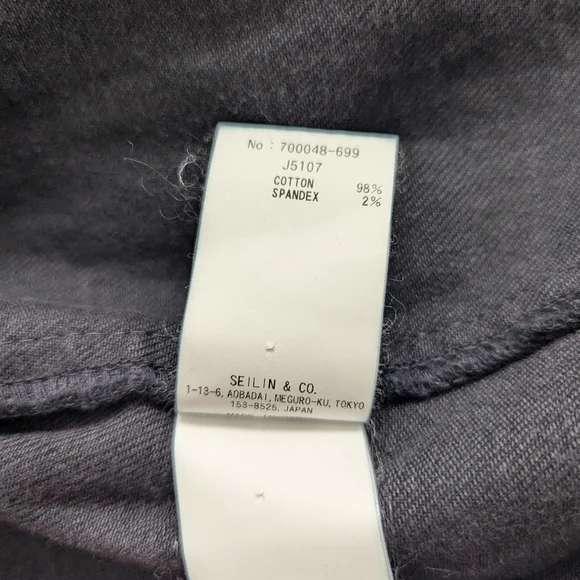 No : 700048-699
J5107
COTTON 98%
SPANDEX 2%
SEILIN & CO.
1-13-6, AOBADAI, MEGURO-KU, TOKYO
153-8525, JAPAN